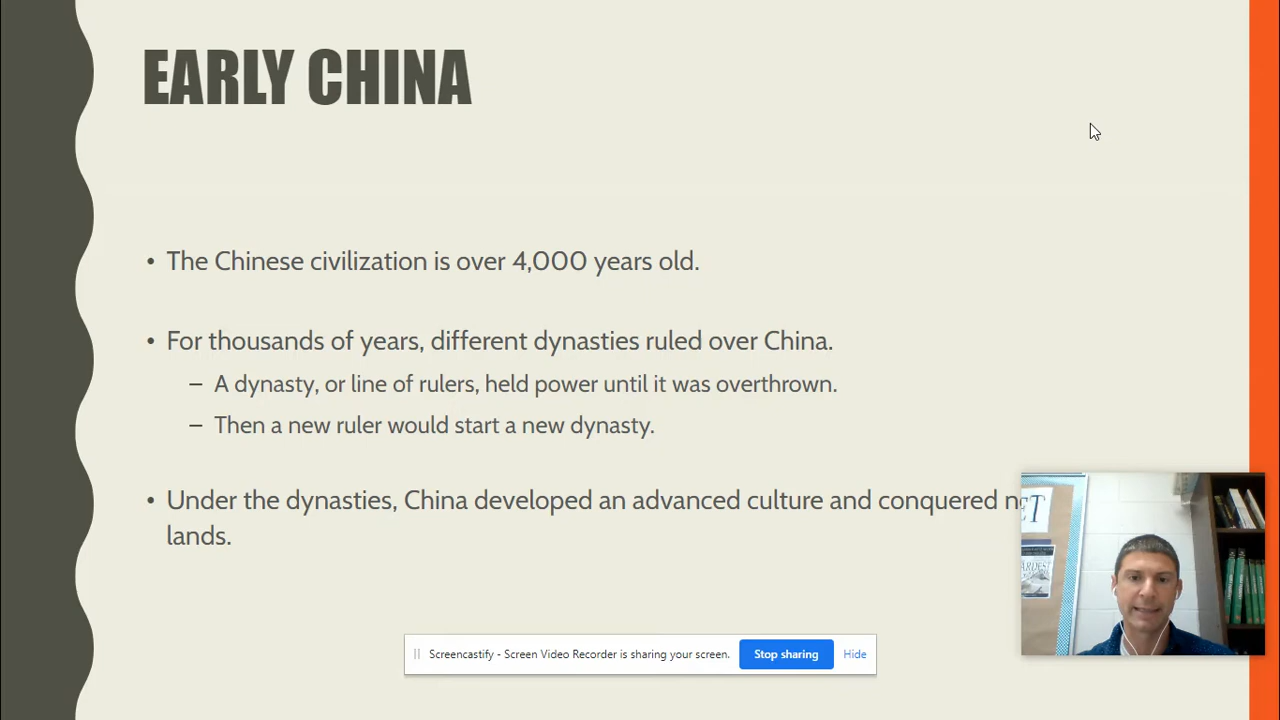 EARLY CHINA
• The Chinese civilization is over 4,000 years old.
• For thousands of years, different dynasties ruled over China.
– A dynasty, or line of rulers, held power until it was overthrown.
– Then a new ruler would start a new dynasty.
• Under the dynasties, China developed an advanced culture and conquered
lands.
Screencastify - Screen Video Recorder is sharing your screen. Stop sharing Hide